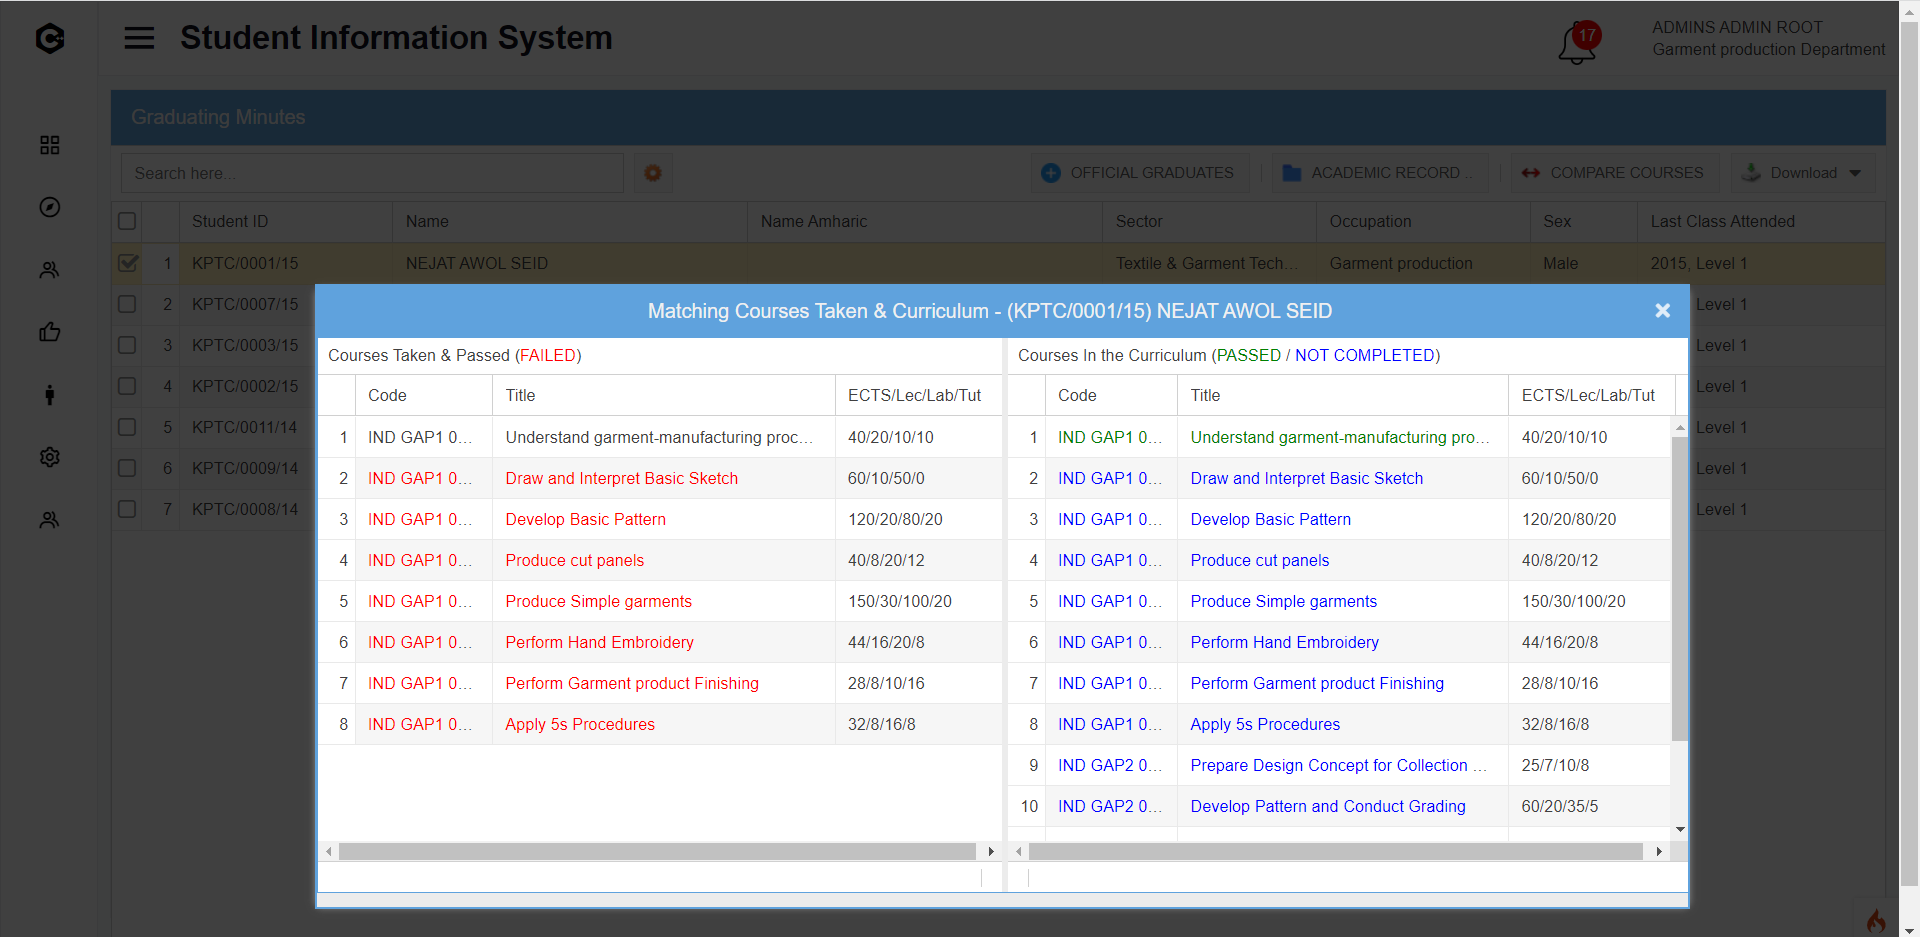 Student Information System
17
ADMINS ADMIN ROOT
Garment production Department
Graduating Minutes
Search here...
OFFICIAL GRADUATES
ACADEMIC RECORD ..
COMPARE COURSES
Download
Student ID Name Name Amharic Sector Occupation Sex Last Class Attended
1 KPTC/0001/15 NEJAT AWOL SEID Textile & Garment Tech... Garment production Male 2015, Level 1
2 KPTC/0007/15 Level 1
3 KPTC/0003/15 Level 1
4 KPTC/0002/15 Level 1
5 KPTC/0011/14 Level 1
6 KPTC/0009/14 Level 1
7 KPTC/0008/14 Level 1
Matching Courses Taken & Curriculum - (KPTC/0001/15) NEJAT AWOL SEID
Courses Taken & Passed (FAILED)
Code Title ECTS/Lec/Lab/Tut
1 IND GAP1 0... Understand garment-manufacturing proc... 40/20/10/10
2 IND GAP1 0... Draw and Interpret Basic Sketch 60/10/50/0
3 IND GAP1 0... Develop Basic Pattern 120/20/80/20
4 IND GAP1 0... Produce cut panels 40/8/20/12
5 IND GAP1 0... Produce Simple garments 150/30/100/20
6 IND GAP1 0... Perform Hand Embroidery 44/16/20/8
7 IND GAP1 0... Perform Garment product Finishing 28/8/10/16
8 IND GAP1 0... Apply 5s Procedures 32/8/16/8
Courses In the Curriculum (PASSED / NOT COMPLETED)
Code Title ECTS/Lec/Lab/Tut
1 IND GAP1 0... Understand garment-manufacturing pro... 40/20/10/10
2 IND GAP1 0... Draw and Interpret Basic Sketch 60/10/50/0
3 IND GAP1 0... Develop Basic Pattern 120/20/80/20
4 IND GAP1 0... Produce cut panels 40/8/20/12
5 IND GAP1 0... Produce Simple garments 150/30/100/20
6 IND GAP1 0... Perform Hand Embroidery 44/16/20/8
7 IND GAP1 0... Perform Garment product Finishing 28/8/10/16
8 IND GAP1 0... Apply 5s Procedures 32/8/16/8
9 IND GAP2 0... Prepare Design Concept for Collection ... 25/7/10/8
10 IND GAP2 0... Develop Pattern and Conduct Grading 60/20/35/5